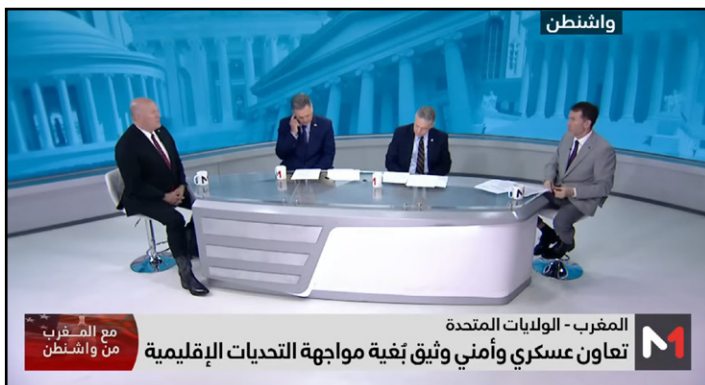 واشنطن
المغرب - الولايات المتحدة
تعاون عسكري وأمني وثيق بُغية مواجهة التحديات الإقليمية
مع المغرب
من واشنطن